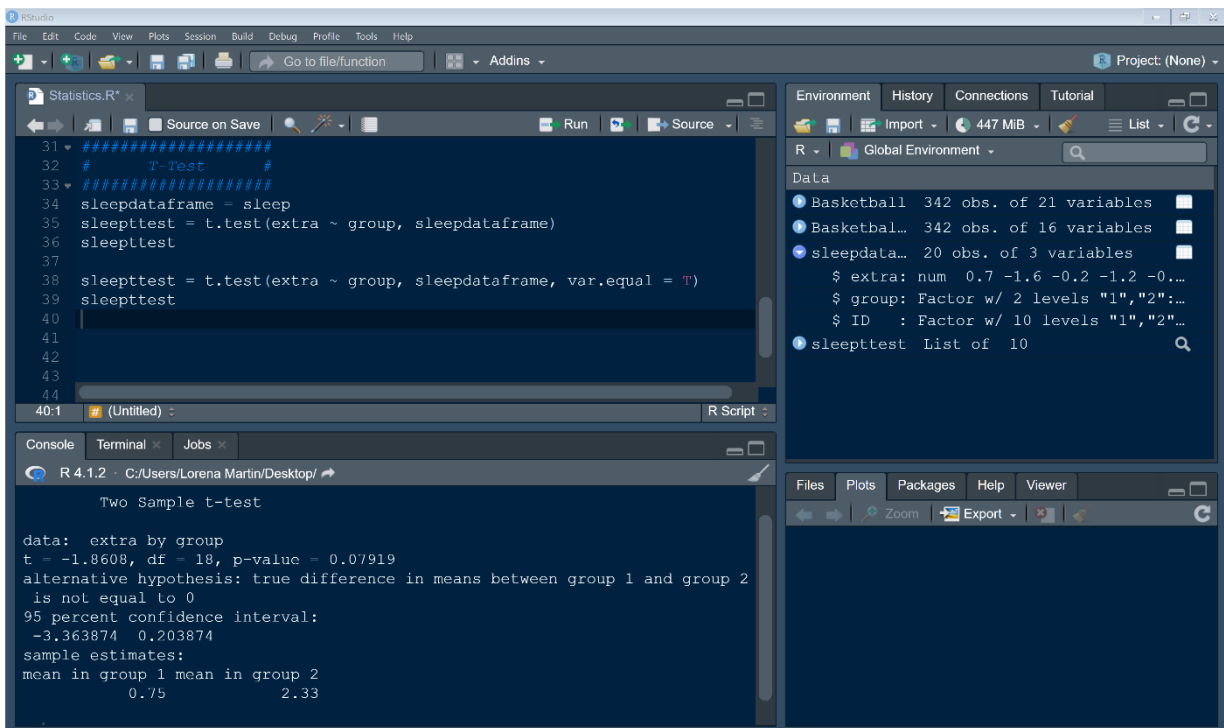 RStudio
File Edit Code View Plots Session Build Debug Profile Tools Help
Go to file/function Addins Project: (None)
Statistics.R*
Source on Save Run Source
31 ####################
32 # T-Test #
33 ####################
34 sleepdataframe = sleep
35 sleepttest = t.test(extra ~ group, sleepdataframe)
36 sleepttest
37
38 sleepttest = t.test(extra ~ group, sleepdataframe, var.equal = T)
39 sleepttest
40
41
42
43
44
40:1 # (Untitled) R Script
Console Terminal Jobs
R 4.1.2 · C:/Users/Lorena Martin/Desktop/
Two Sample t-test
data: extra by group
t = -1.8608, df = 18, p-value = 0.07919
alternative hypothesis: true difference in means between group 1 and group 2
is not equal to 0
95 percent confidence interval:
-3.363874 0.203874
sample estimates:
mean in group 1 mean in group 2
0.75 2.33
Environment History Connections Tutorial
Import 447 MiB List
R Global Environment
Data
Basketball 342 obs. of 21 variables
Basketbal… 342 obs. of 16 variables
sleepdata… 20 obs. of 3 variables
$ extra: num 0.7 -1.6 -0.2 -1.2 -0.…
$ group: Factor w/ 2 levels "1","2":…
$ ID : Factor w/ 10 levels "1","2"…
sleepttest List of 10
Files Plots Packages Help Viewer
Zoom Export